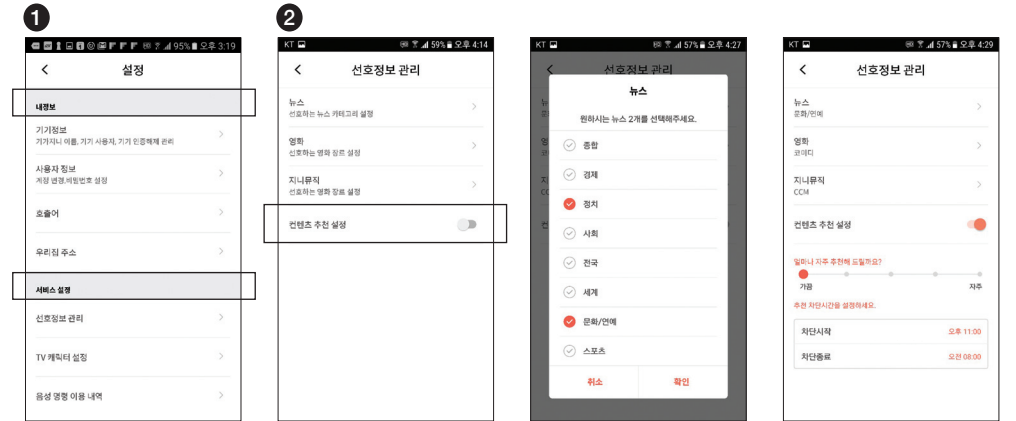 1
95% 오후 3:19
설정
내정보
기기정보
기가지니 이름, 기기 사용자, 기기 인증해제 관리
사용자 정보
계정 변경,비밀번호 설정
호출어
우리집 주소
서비스 설정
선호정보 관리
TV 캐릭터 설정
음성 명령 이용 내역
2
KT 59% 오후 4:14
선호정보 관리
뉴스
선호하는 뉴스 카테고리 설정
영화
선호하는 영화 장르 설정
지니뮤직
선호하는 영화 장르 설정
컨텐츠 추천 설정
KT 57% 오후 4:27
선호정보 관리
뉴스
원하시는 뉴스 2개를 선택해주세요.
종합
경제
정치
사회
전국
세계
문화/연예
스포츠
취소 확인
KT 57% 오후 4:29
선호정보 관리
뉴스
문화/연예
영화
코미디
지니뮤직
CCM
컨텐츠 추천 설정
얼마나 자주 추천해 드릴까요?
가끔 자주
추천 차단시간을 설정하세요.
차단시작 오후 11:00
차단종료 오전 08:00